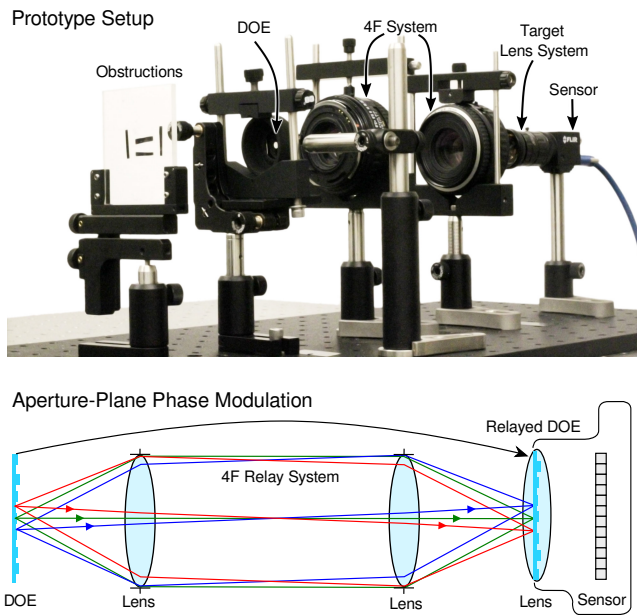 Prototype Setup
DOE
4F System
Target
Lens System
Obstructions
Sensor
FLIR
Aperture-Plane Phase Modulation
Relayed DOE
4F Relay System
DOE
Lens
Lens
Lens
Sensor